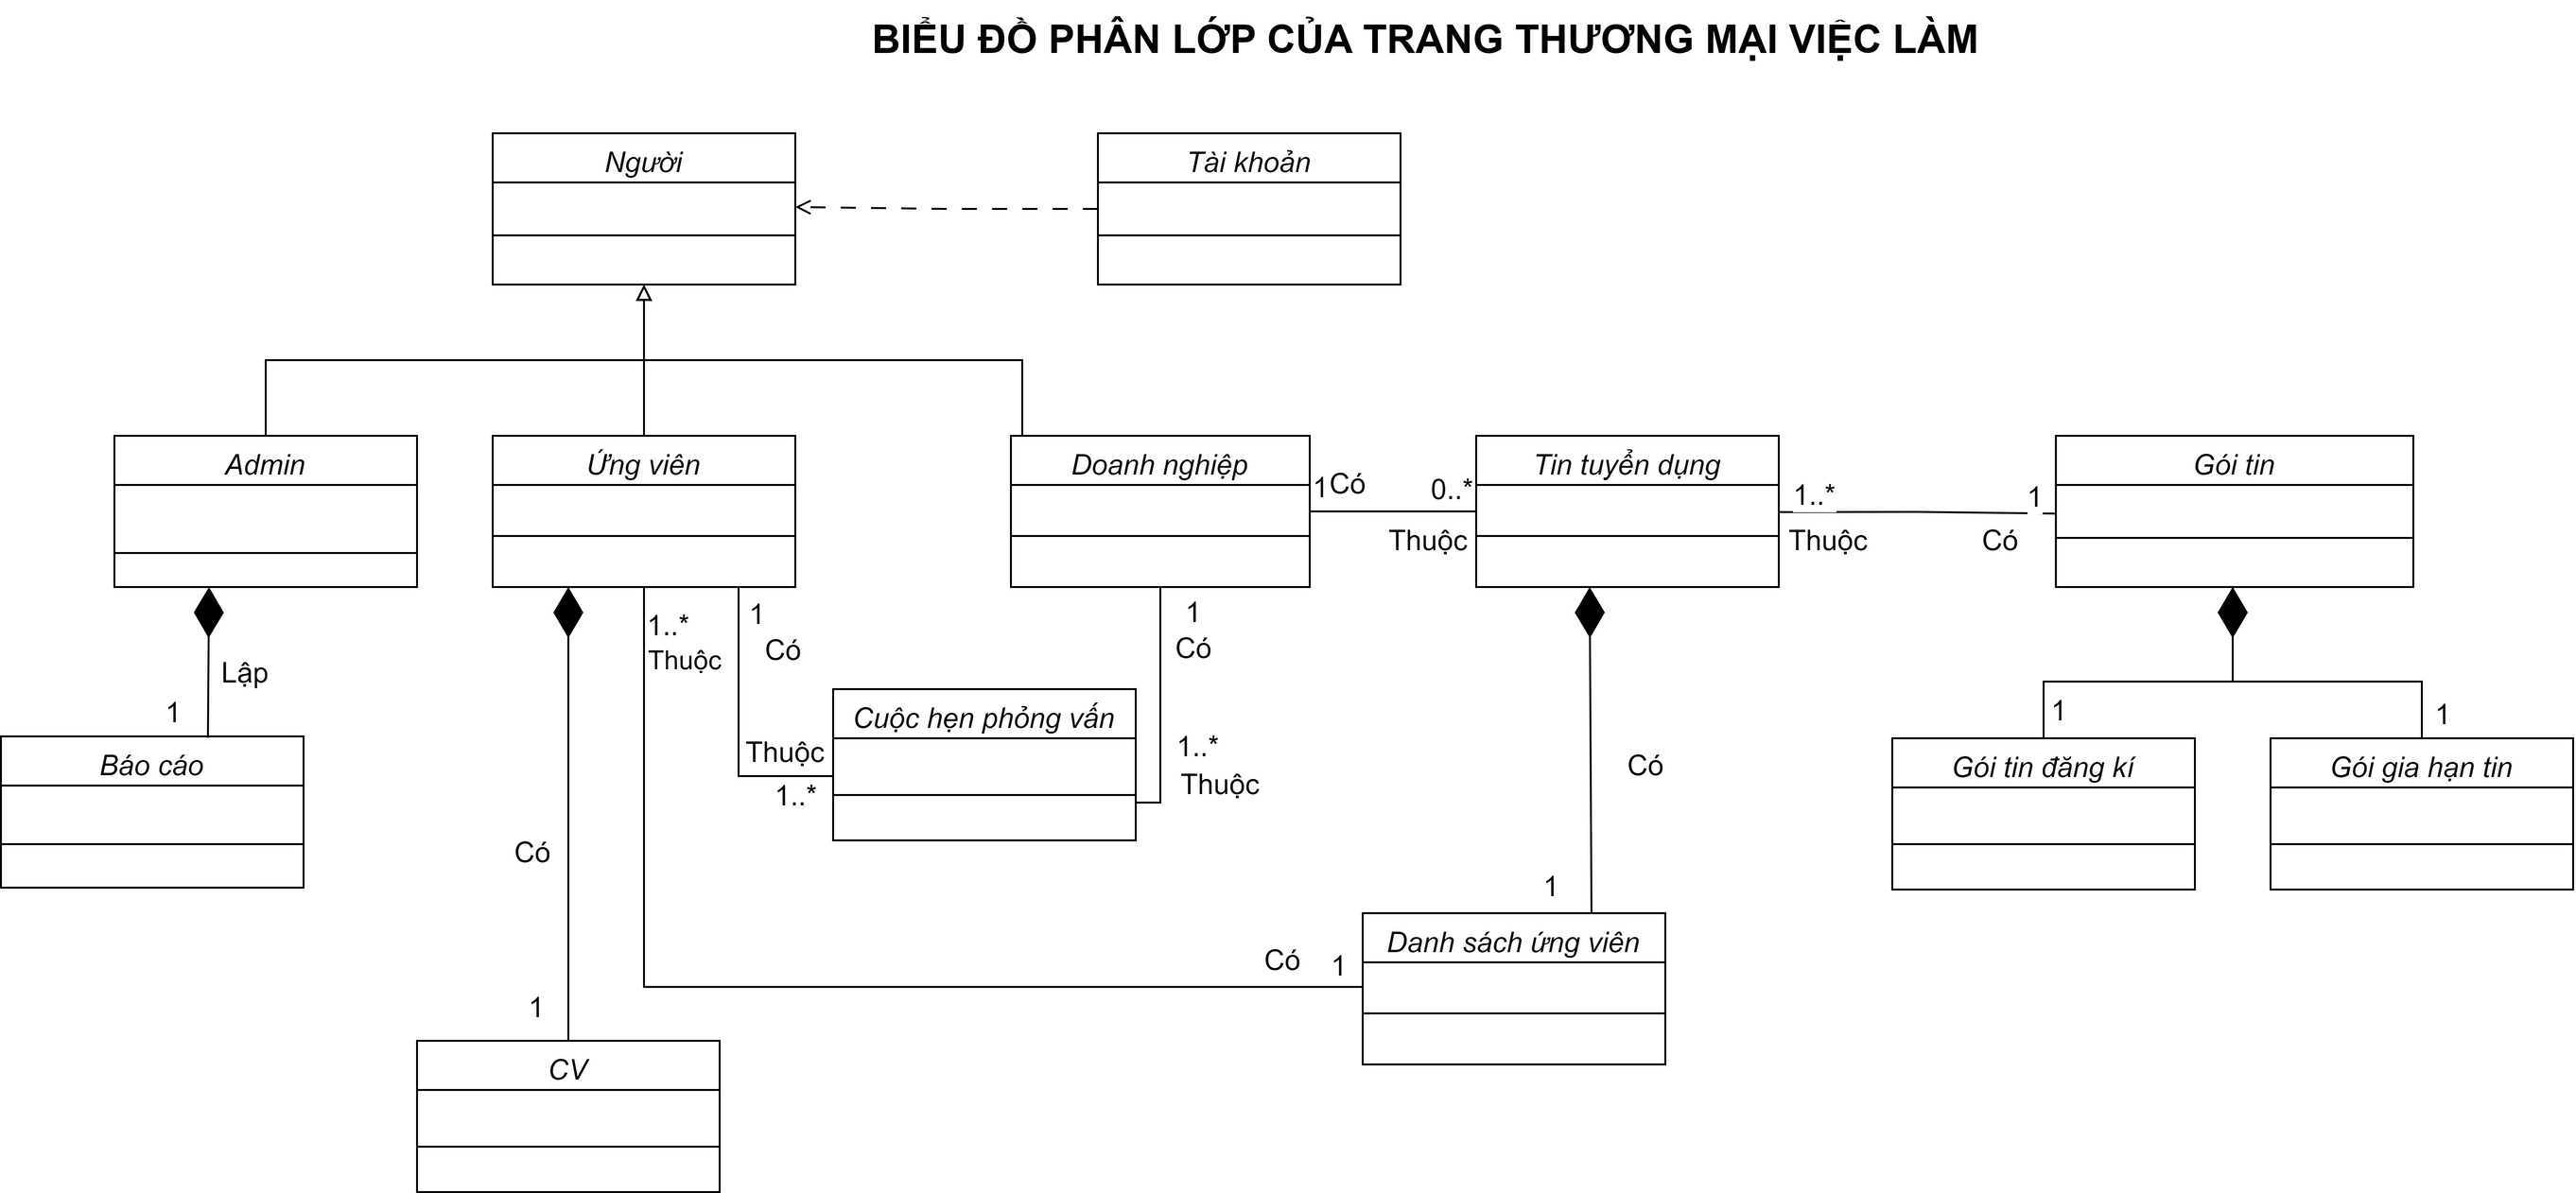 BIỂU ĐỒ PHÂN LỚP CỦA TRANG THƯƠNG MẠI VIỆC LÀM
Người
Tài khoản
Admin
Ứng viên
Doanh nghiệp
Tin tuyển dụng
Gói tin
1 Có
0..*
Thuộc
1..*
1
Thuộc
Có
Lập
1
1..*
Thuộc
1
Có
1
Có
Cuộc hẹn phỏng vấn
Thuộc
1..*
1..*
Thuộc
Có
1
1
1
Báo cáo
Gói tin đăng kí
Gói gia hạn tin
Có
1
Có
1
Danh sách ứng viên
1
CV